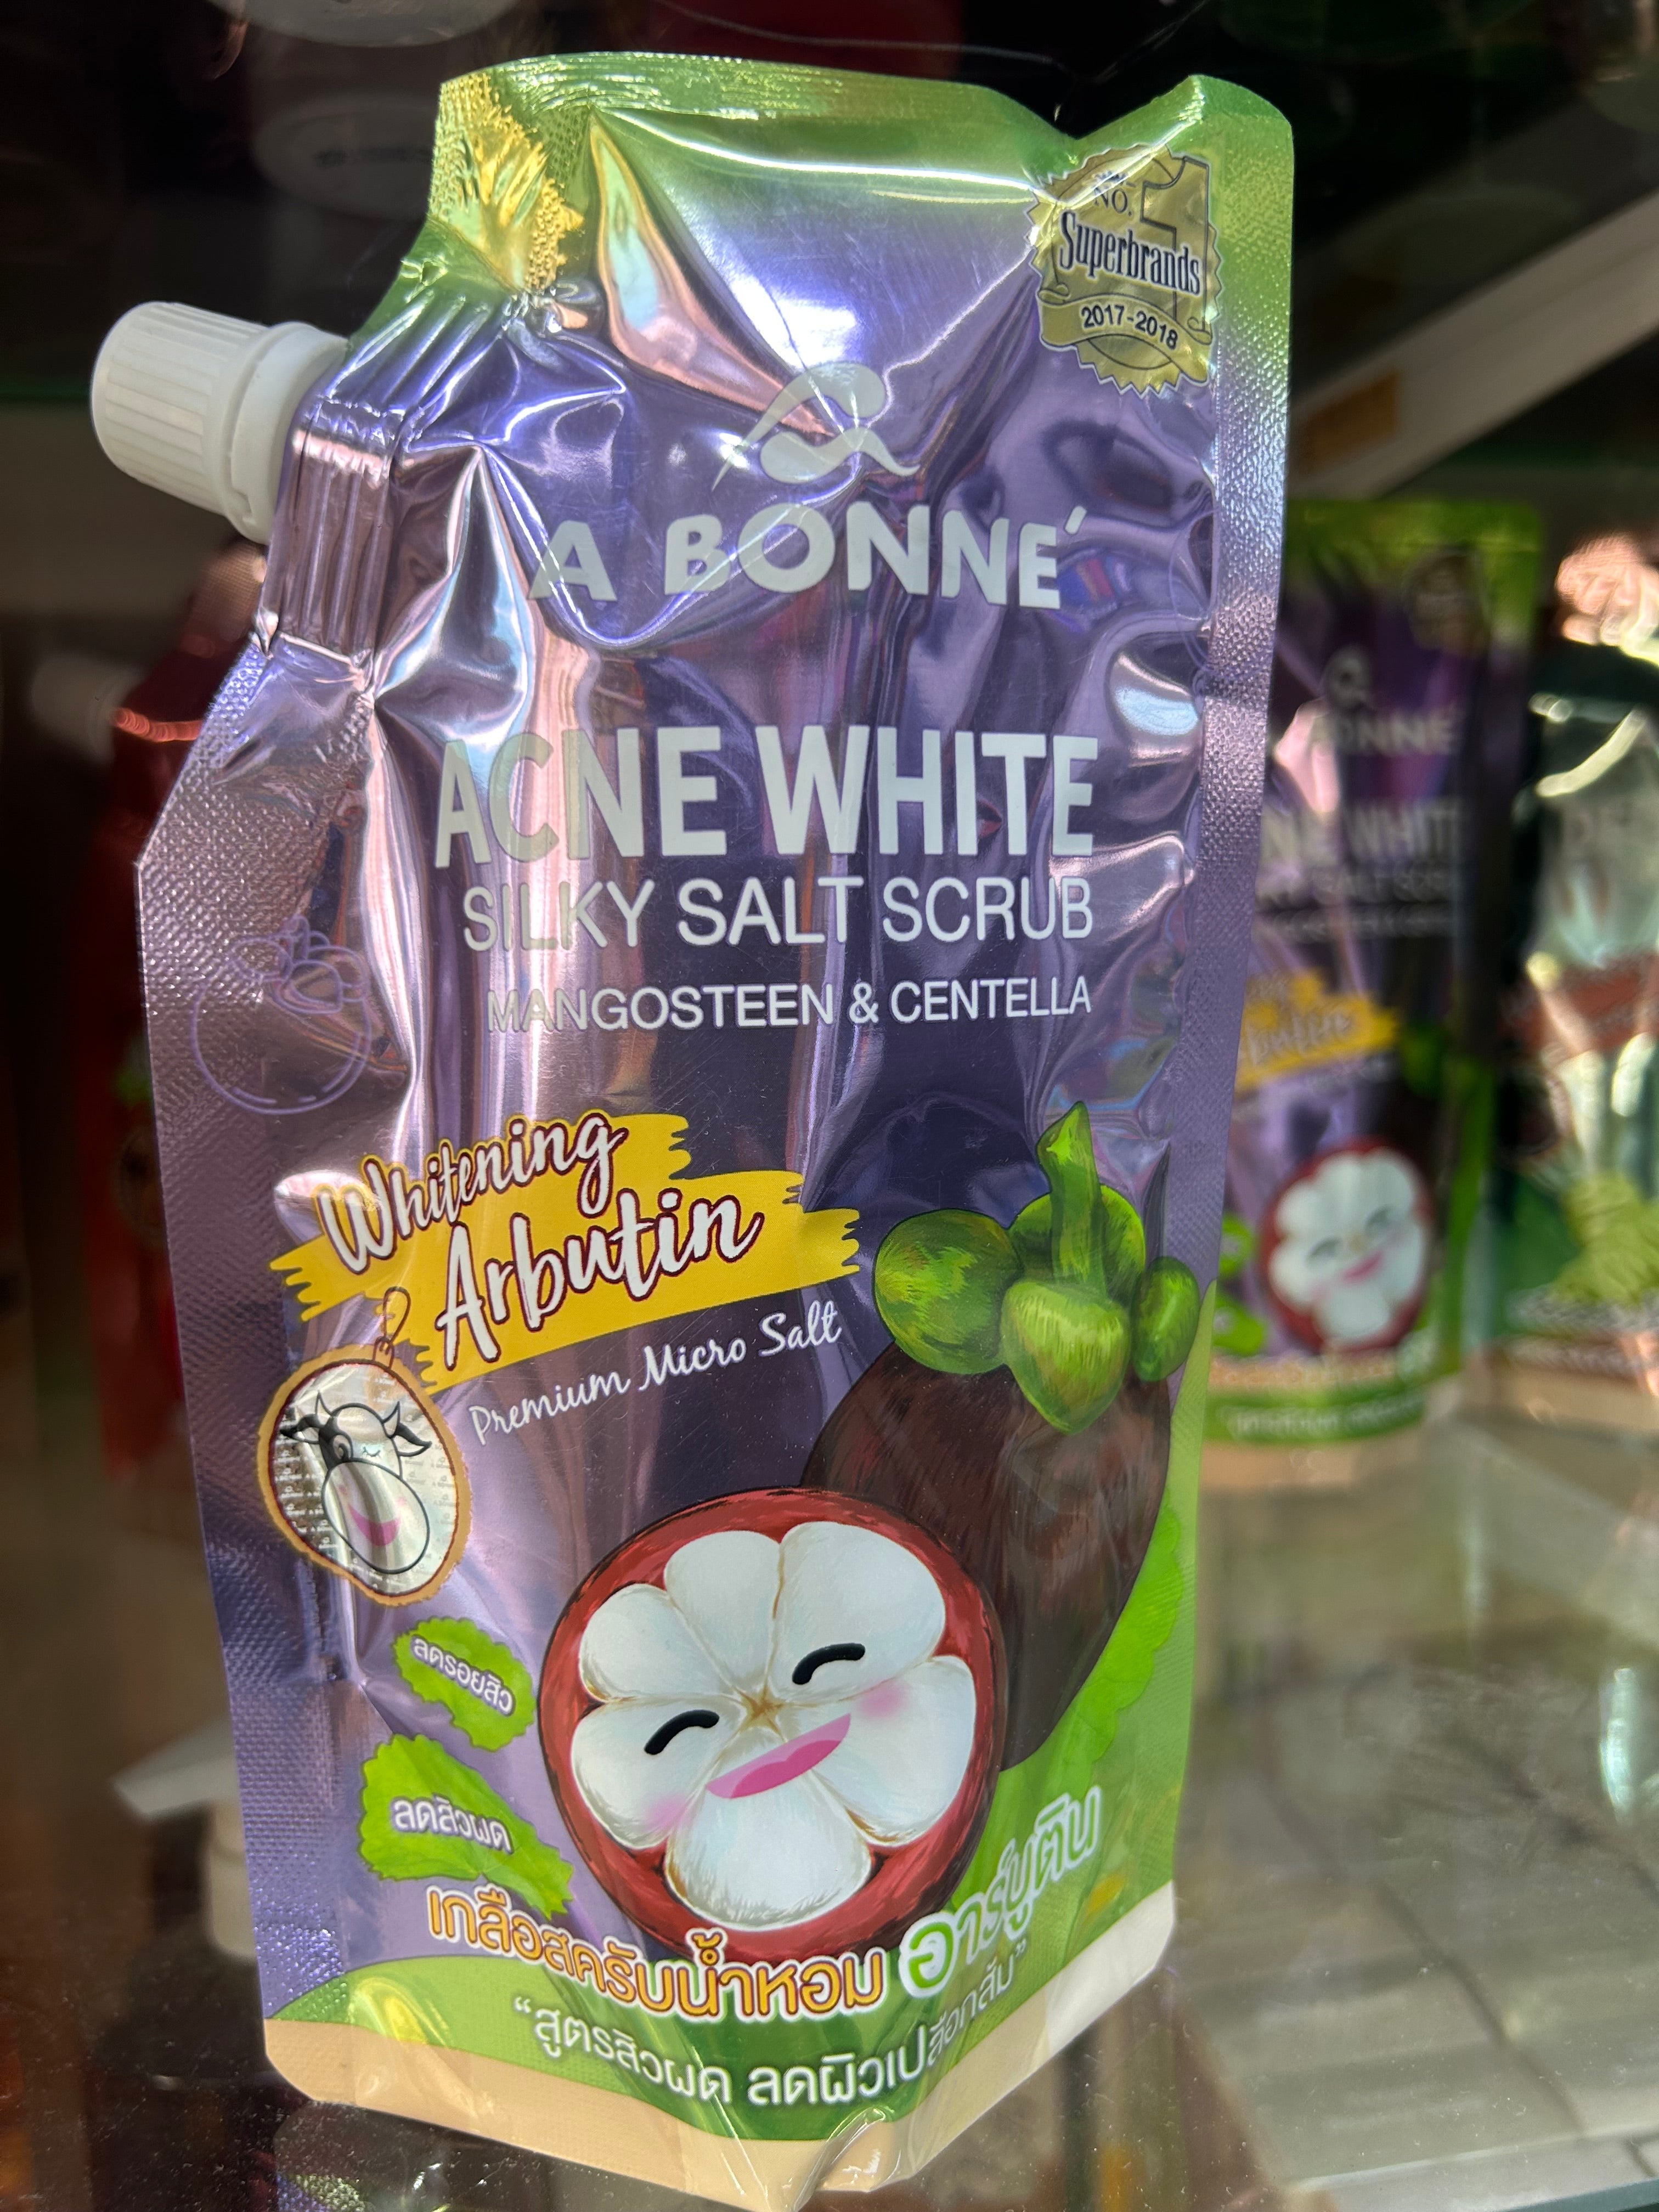 NO. 1
Superbrands
2017-2018
A BONNE´
ACNE WHITE
SILKY SALT SCRUB
MANGOSTEEN & CENTELLA
Whitening
Arbutin
Premium Micro Salt
ลดรอยสิว
ลดสิวผด
เกลือสครับน้ำหอม อาร์บูติน
“สูตรสิวผด ลดผิวเปลือกส้ม”
BONNE´
WHITE